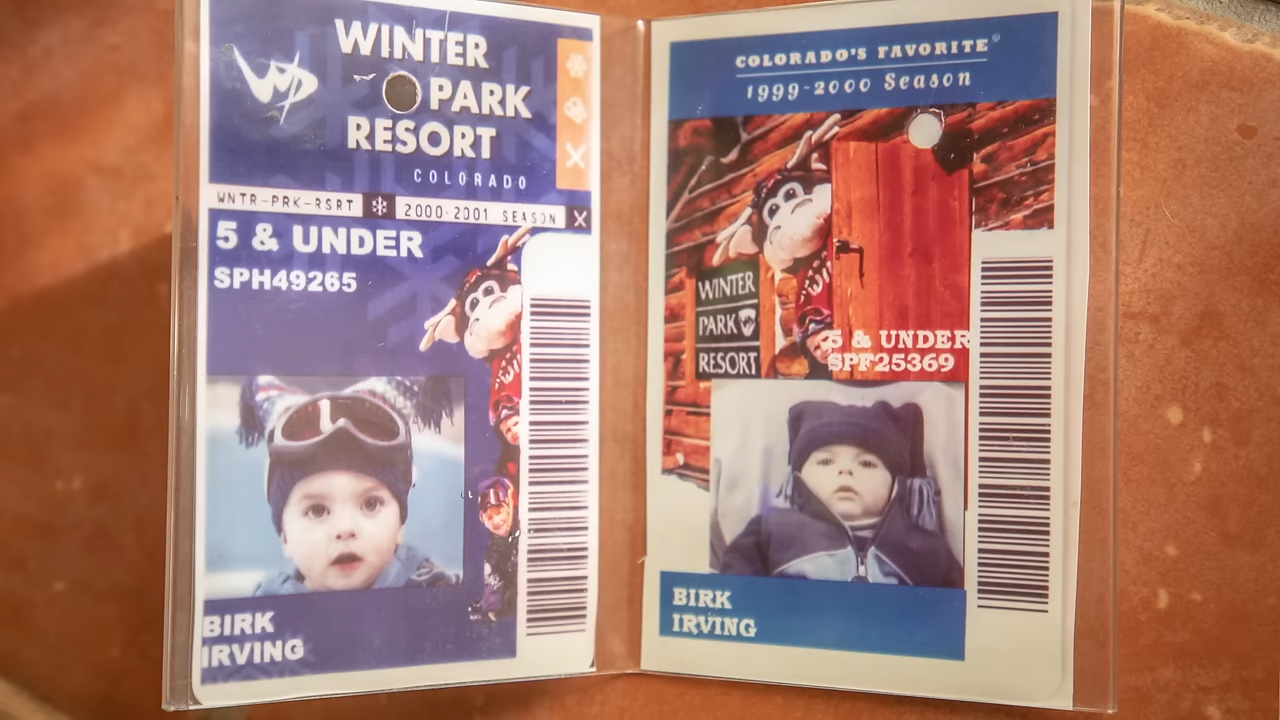 WP
WINTER
PARK
RESORT
COLORADO
WNTR-PRK-RSRT
2000-2001 SEASON
5 & UNDER
SPH49265
BIRK
IRVING
COLORADO'S FAVORITE®
1999-2000 Season
WINTER
PARK
RESORT
5 & UNDER
SPF25369
BIRK
IRVING